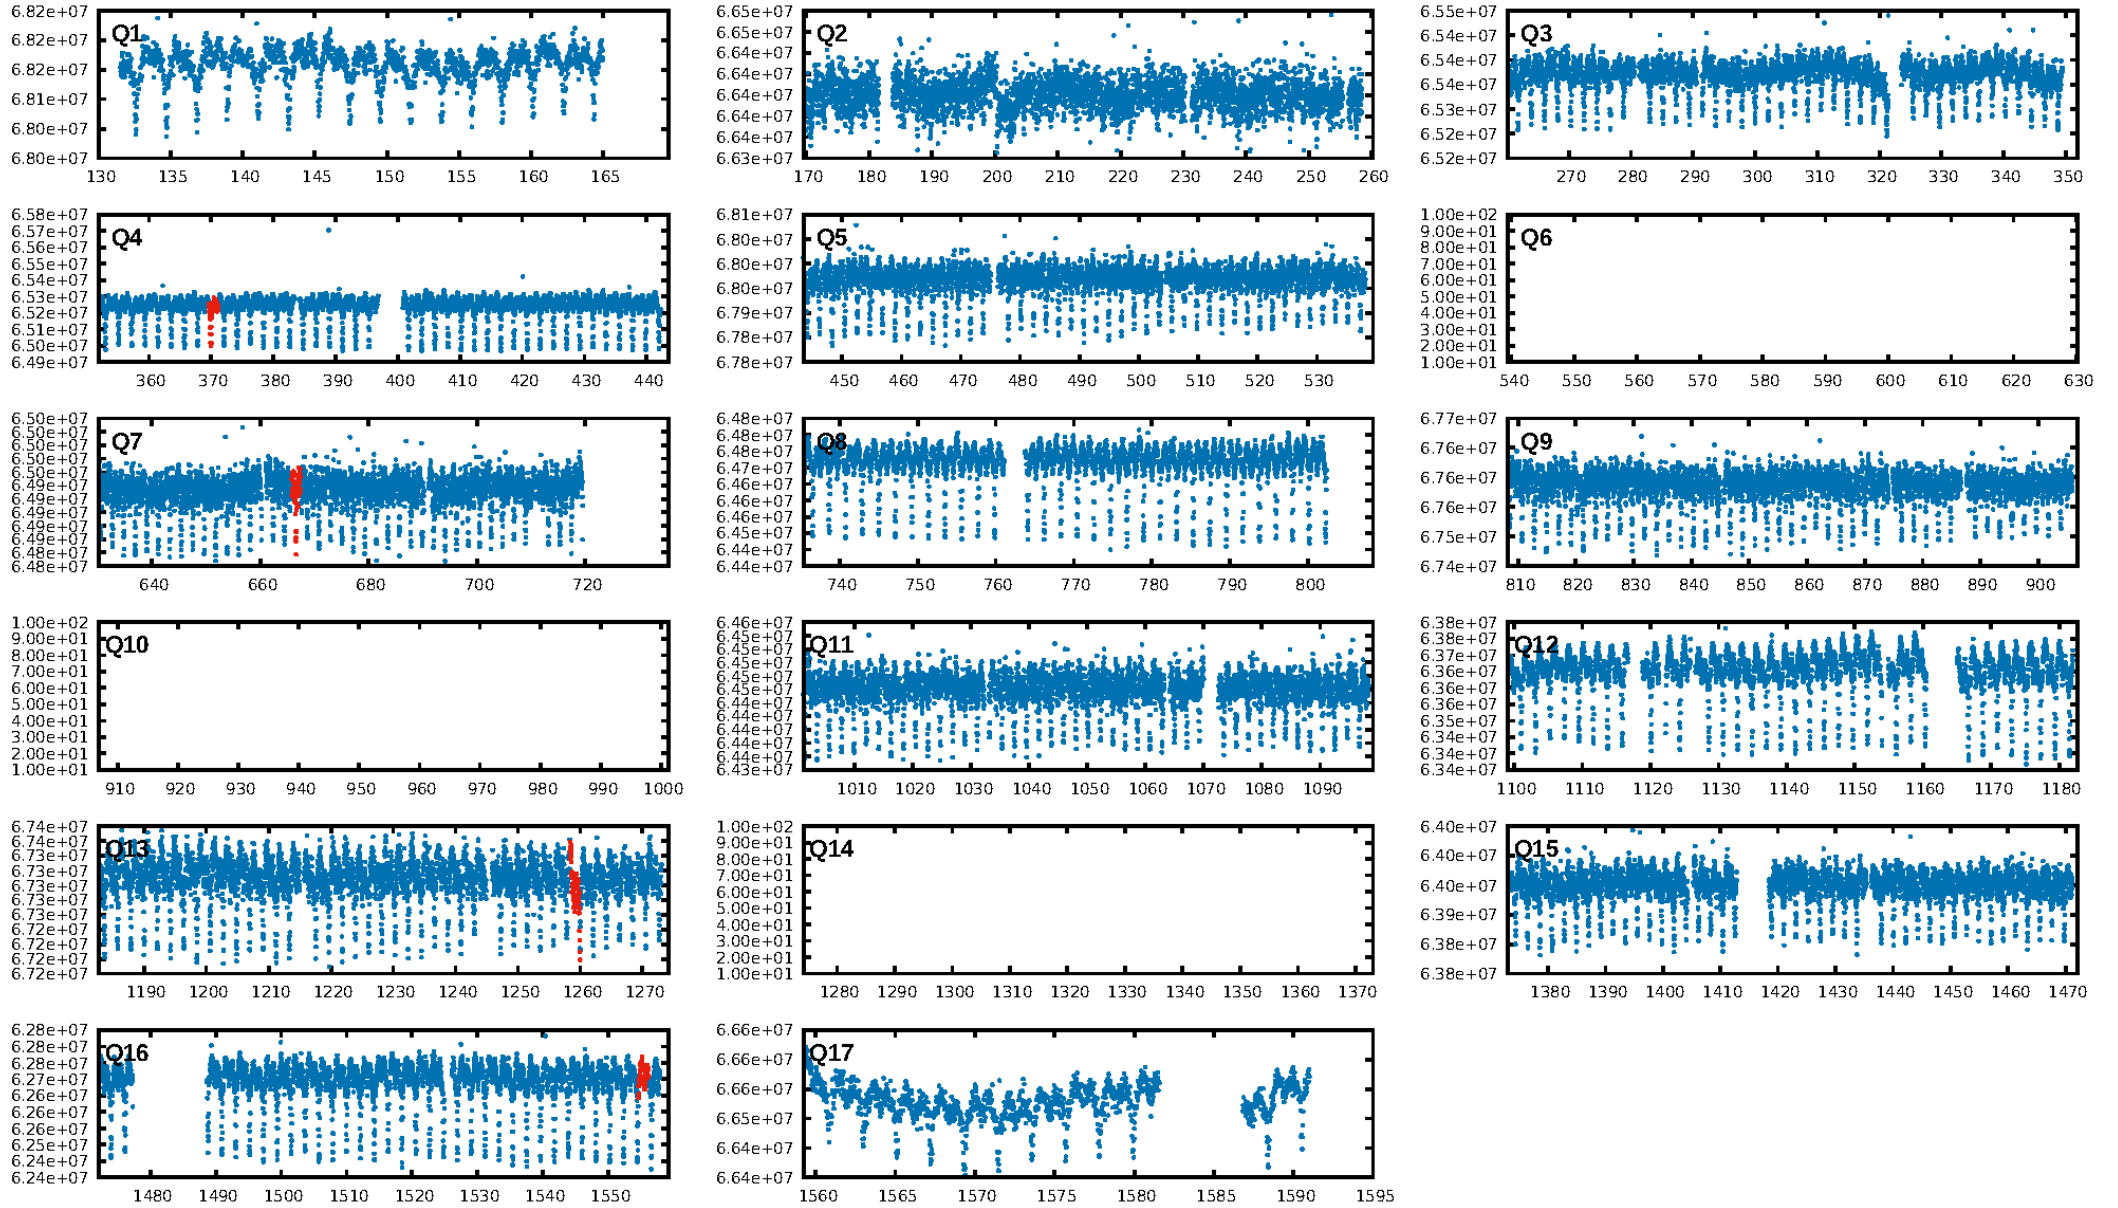 6.82e+07
6.82e+07
6.82e+07
6.81e+07
6.80e+07
6.80e+07
Q1
130 135 140 145 150 155 160 165
6.65e+07
6.65e+07
6.64e+07
6.64e+07
6.64e+07
6.64e+07
6.64e+07
6.63e+07
Q2
170 180 190 200 210 220 230 240 250 260
6.55e+07
6.54e+07
6.54e+07
6.54e+07
6.53e+07
6.52e+07
6.52e+07
Q3
270 280 290 300 310 320 330 340 350
6.58e+07
6.57e+07
6.56e+07
6.55e+07
6.54e+07
6.53e+07
6.52e+07
6.51e+07
6.50e+07
6.49e+07
Q4
360 370 380 390 400 410 420 430 440
6.81e+07
6.80e+07
6.80e+07
6.80e+07
6.79e+07
6.78e+07
6.78e+07
Q5
450 460 470 480 490 500 510 520 530
1.00e+02
9.00e+01
8.00e+01
7.00e+01
6.00e+01
5.00e+01
4.00e+01
3.00e+01
2.00e+01
1.00e+01
Q6
540 550 560 570 580 590 600 610 620 630
6.50e+07
6.50e+07
6.50e+07
6.50e+07
6.50e+07
6.49e+07
6.49e+07
6.49e+07
6.49e+07
6.49e+07
6.48e+07
6.48e+07
Q7
640 660 680 700 720
6.48e+07
6.48e+07
6.48e+07
6.47e+07
6.46e+07
6.46e+07
6.46e+07
6.45e+07
6.44e+07
6.44e+07
Q8
740 750 760 770 780 790 800
6.77e+07
6.76e+07
6.76e+07
6.76e+07
6.75e+07
6.74e+07
Q9
810 820 830 840 850 860 870 880 890 900
1.00e+02
9.00e+01
8.00e+01
7.00e+01
6.00e+01
5.00e+01
4.00e+01
3.00e+01
2.00e+01
1.00e+01
Q10
910 920 930 940 950 960 970 980 990 1000
6.46e+07
6.45e+07
6.45e+07
6.45e+07
6.45e+07
6.45e+07
6.44e+07
6.44e+07
6.44e+07
6.44e+07
6.44e+07
6.43e+07
Q11
1010 1020 1030 1040 1050 1060 1070 1080 1090
6.38e+07
6.38e+07
6.37e+07
6.37e+07
6.36e+07
6.36e+07
6.35e+07
6.34e+07
6.34e+07
6.34e+07
Q12
1100 1110 1120 1130 1140 1150 1160 1170 1180
6.74e+07
6.74e+07
6.73e+07
6.73e+07
6.73e+07
6.73e+07
6.73e+07
6.72e+07
6.72e+07
6.72e+07
6.72e+07
Q13
1190 1200 1210 1220 1230 1240 1250 1260 1270
1.00e+02
9.00e+01
8.00e+01
7.00e+01
6.00e+01
5.00e+01
4.00e+01
3.00e+01
2.00e+01
1.00e+01
Q14
1280 1290 1300 1310 1320 1330 1340 1350 1360 1370
6.40e+07
6.40e+07
6.40e+07
6.39e+07
6.38e+07
6.38e+07
Q15
1380 1390 1400 1410 1420 1430 1440 1450 1460 1470
6.28e+07
6.28e+07
6.28e+07
6.27e+07
6.26e+07
6.26e+07
6.26e+07
6.25e+07
6.24e+07
6.24e+07
Q16
1480 1490 1500 1510 1520 1530 1540 1550
6.66e+07
6.66e+07
6.66e+07
6.65e+07
6.64e+07
6.64e+07
Q17
1560 1565 1570 1575 1580 1585 1590 1595